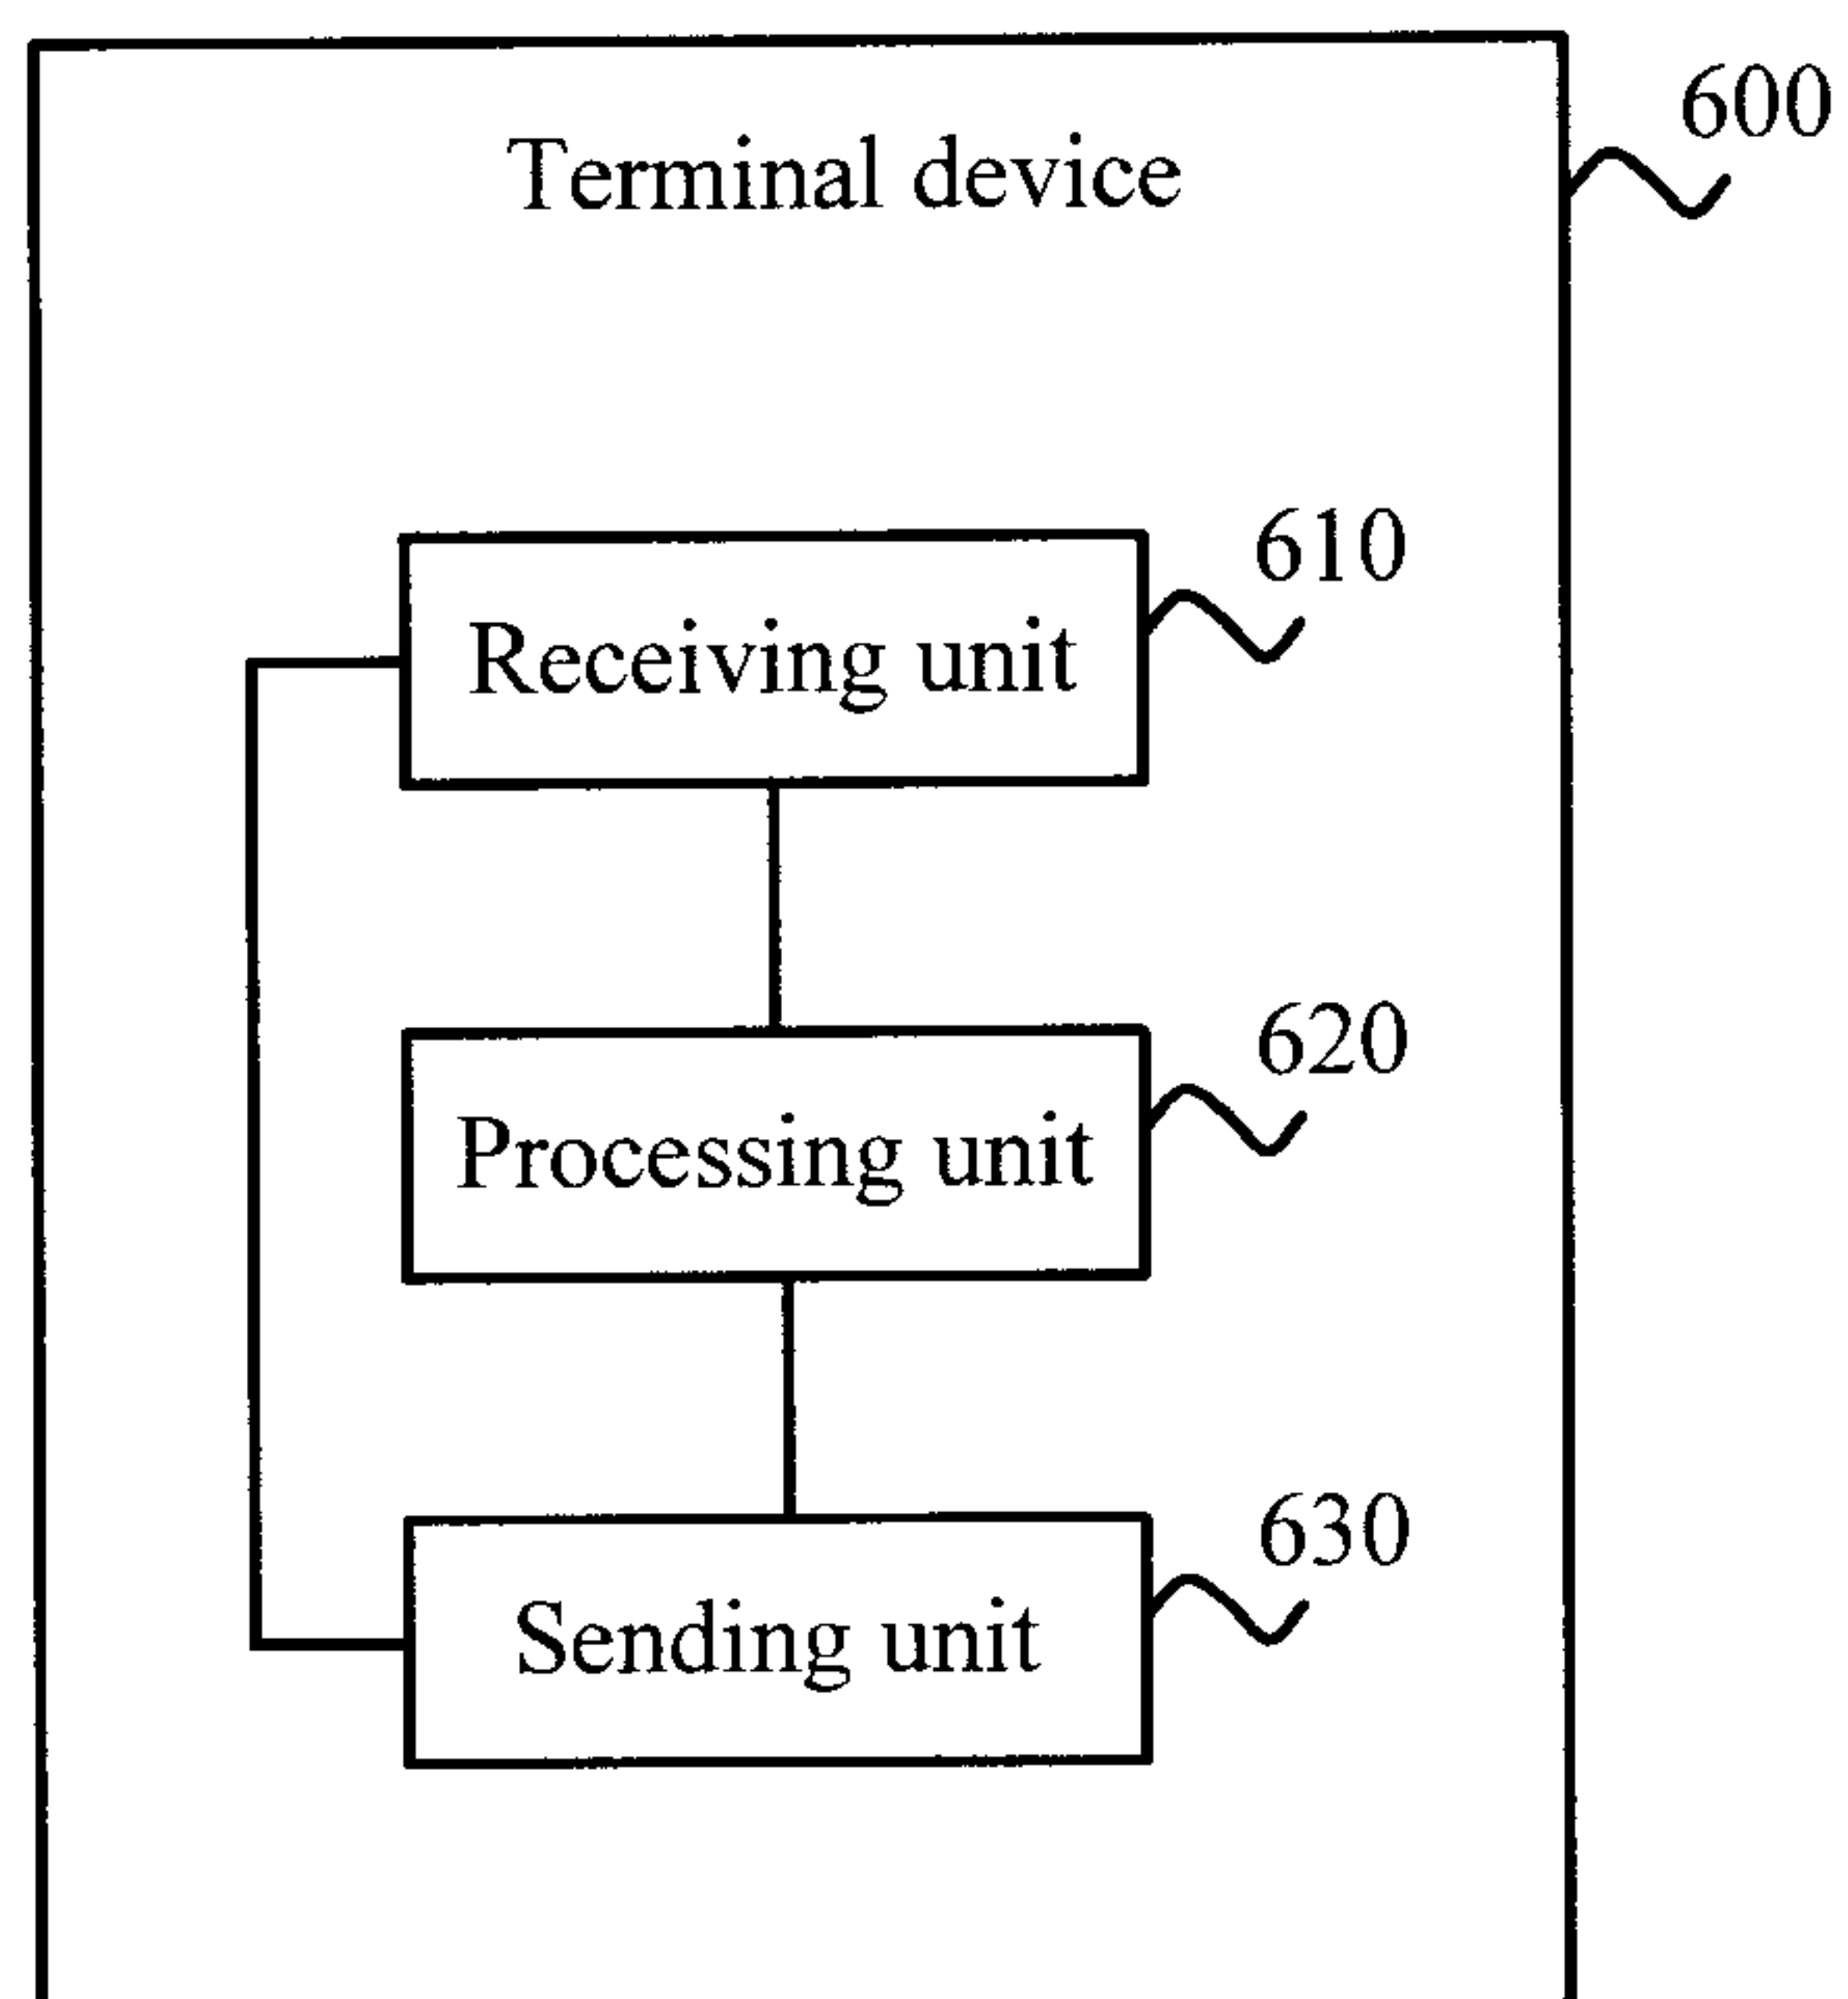 600
Terminal device
610
Receiving unit
620
Processing unit
630
Sending unit